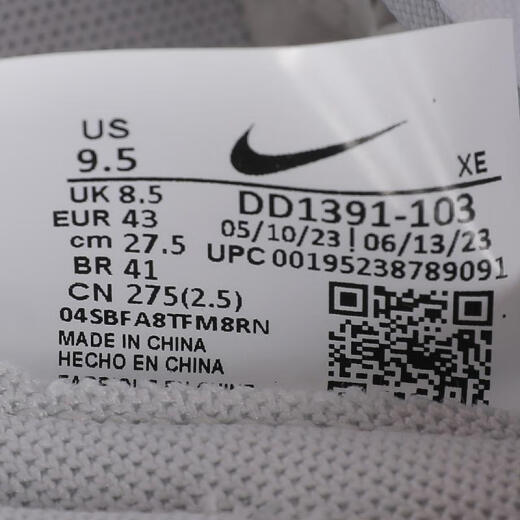 US
9.5
XE
UK 8.5
EUR 43
cm 27.5
BR 41
CN 275(2.5)
DD1391-103
05/10/23 | 06/13/23
UPC 00195238789091
04SBFA8TFM8RN
MADE IN CHINA
HECHO EN CHINA